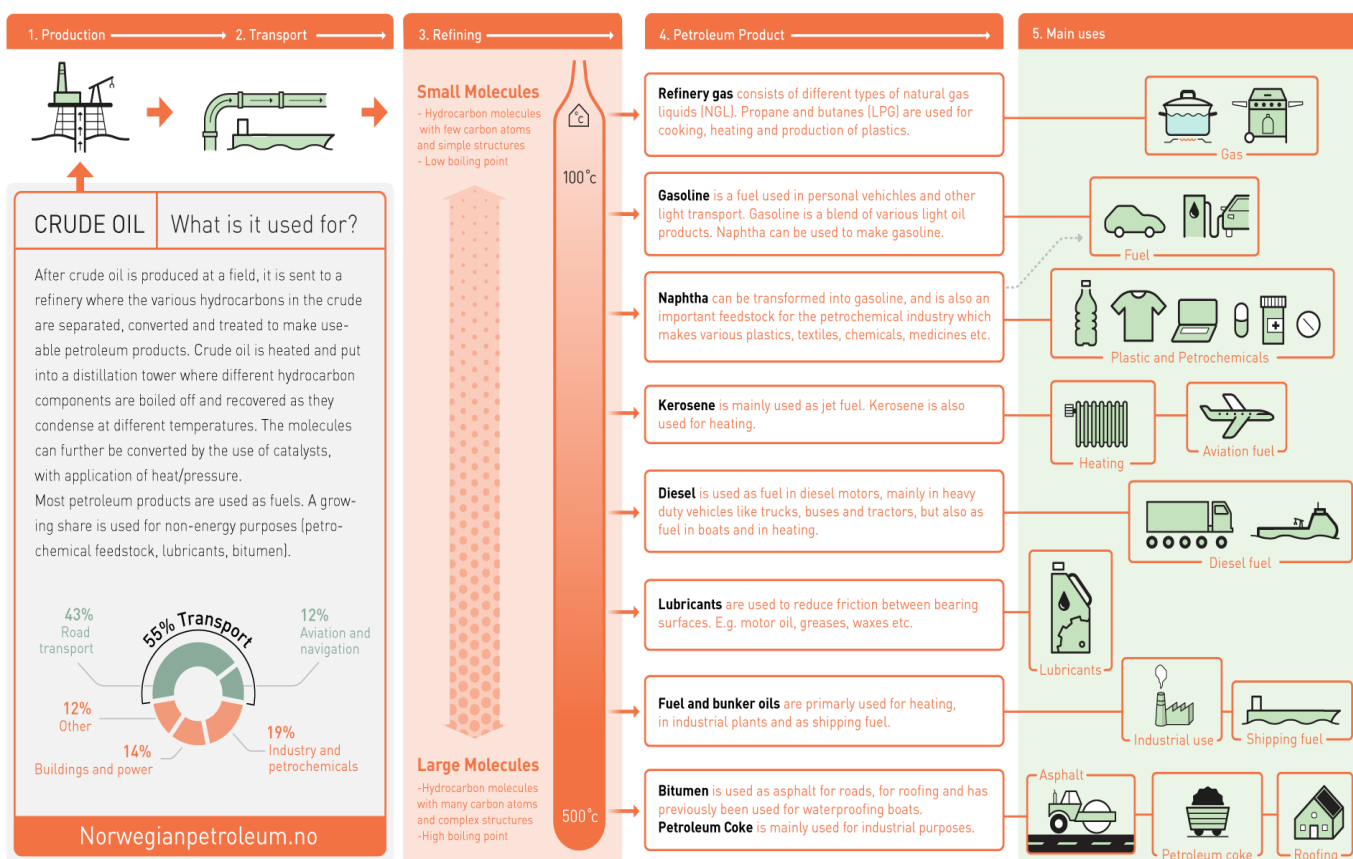 1. Production
2. Transport
3. Refining
4. Petroleum Product
5. Main uses
CRUDE OIL
What is it used for?
After crude oil is produced at a field, it is sent to a
refinery where the various hydrocarbons in the crude
are separated, converted and treated to make use-
able petroleum products. Crude oil is heated and put
into a distillation tower where different hydrocarbon
components are boiled off and recovered as they
condense at different temperatures. The molecules
can further be converted by the use of catalysts,
with application of heat/pressure.
Most petroleum products are used as fuels. A grow-
ing share is used for non-energy purposes (petro-
chemical feedstock, lubricants, bitumen).
55% Transport
43%
Road
transport
12%
Aviation and
navigation
12%
Other
14%
Buildings and power
19%
Industry and
petrochemicals
Norwegianpetroleum.no
Small Molecules
- Hydrocarbon molecules
with few carbon atoms
and simple structures
- Low boiling point
°c
100°c
500°c
Large Molecules
-Hydrocarbon molecules
with many carbon atoms
and complex structures
-High boiling point
Refinery gas consists of different types of natural gas
liquids (NGL). Propane and butanes (LPG) are used for
cooking, heating and production of plastics.
Gas
Gasoline is a fuel used in personal vehichles and other
light transport. Gasoline is a blend of various light oil
products. Naphtha can be used to make gasoline.
Fuel
Naphtha can be transformed into gasoline, and is also an
important feedstock for the petrochemical industry which
makes various plastics, textiles, chemicals, medicines etc.
Plastic and Petrochemicals
Kerosene is mainly used as jet fuel. Kerosene is also
used for heating.
Heating
Aviation fuel
Diesel is used as fuel in diesel motors, mainly in heavy
duty vehicles like trucks, buses and tractors, but also as
fuel in boats and in heating.
Diesel fuel
Lubricants are used to reduce friction between bearing
surfaces. E.g. motor oil, greases, waxes etc.
Lubricants
Fuel and bunker oils are primarly used for heating,
in industrial plants and as shipping fuel.
Industrial use
Shipping fuel
Bitumen is used as asphalt for roads, for roofing and has
previously been used for waterproofing boats.
Petroleum Coke is mainly used for industrial purposes.
Asphalt
Petroleum coke
Roofing